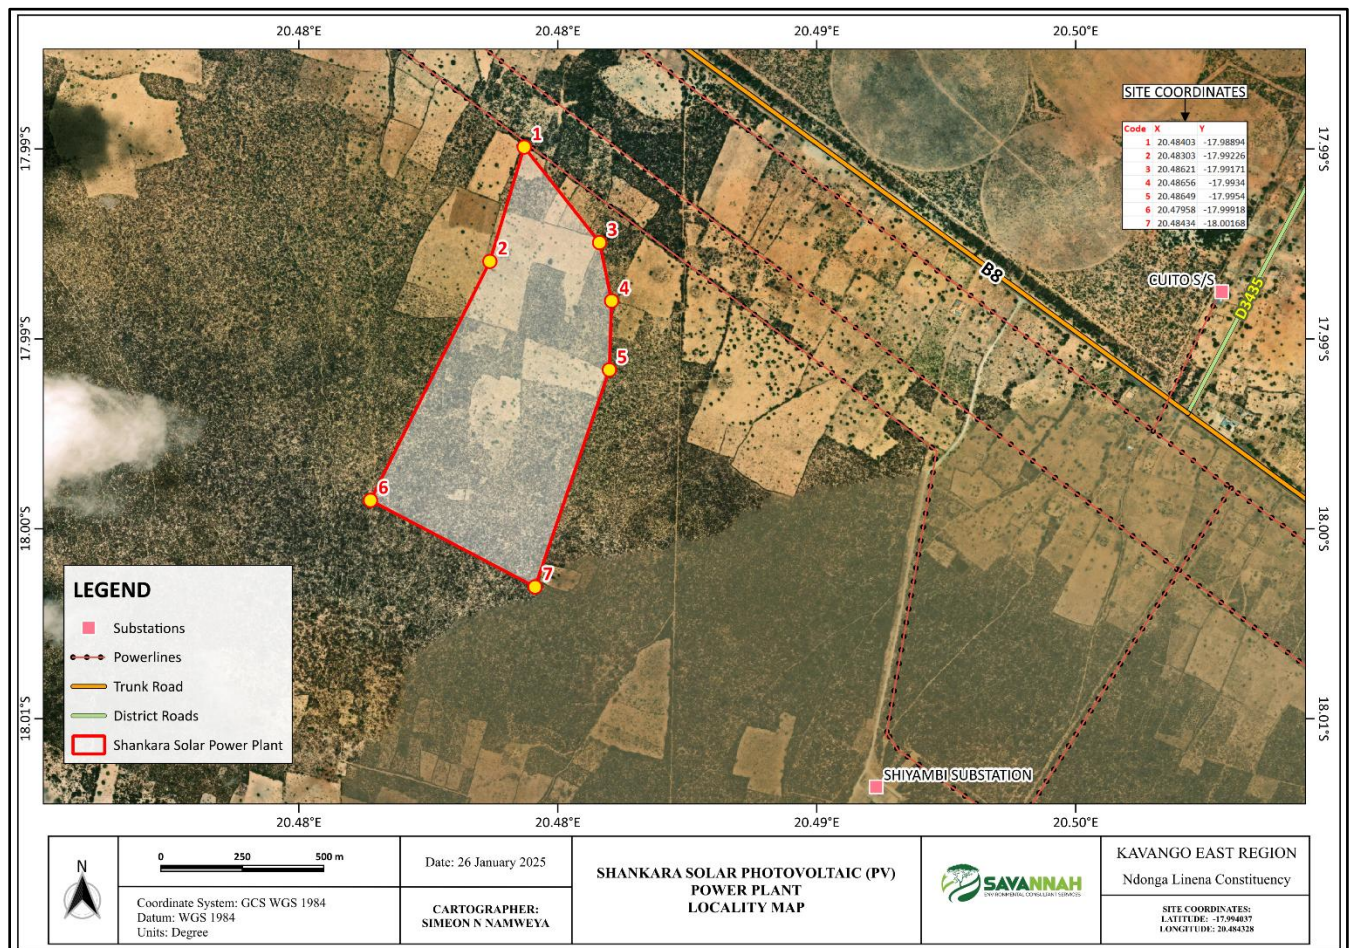 20.48°E 20.48°E 20.49°E 20.50°E
17.99°S
17.99°S
18.00°S
18.01°S
17.99°S
17.99°S
18.00°S
18.01°S
SITE COORDINATES
Code X Y
1 20.48403 -17.98894
2 20.48303 -17.99226
3 20.48621 -17.99171
4 20.48656 -17.9934
5 20.48649 -17.9954
6 20.47958 -17.99918
7 20.48434 -18.00168
1
2
3
4
5
6
7
B8
CUITO S/S
D3435
SHIYAMBI SUBSTATION
LEGEND
Substations
Powerlines
Trunk Road
District Roads
Shankara Solar Power Plant
20.48°E 20.48°E 20.49°E 20.50°E
N
0 250 500 m
Coordinate System: GCS WGS 1984
Datum: WGS 1984
Units: Degree
Date: 26 January 2025
CARTOGRAPHER:
SIMEON N NAMWEYA
SHANKARA SOLAR PHOTOVOLTAIC (PV)
POWER PLANT
LOCALITY MAP
SAVANNAH
ENVIRONMENTAL CONSULTANT SERVICES
KAVANGO EAST REGION
Ndonga Linena Constituency
SITE COORDINATES:
LATITUDE: -17.994037
LONGITUDE: 20.484328